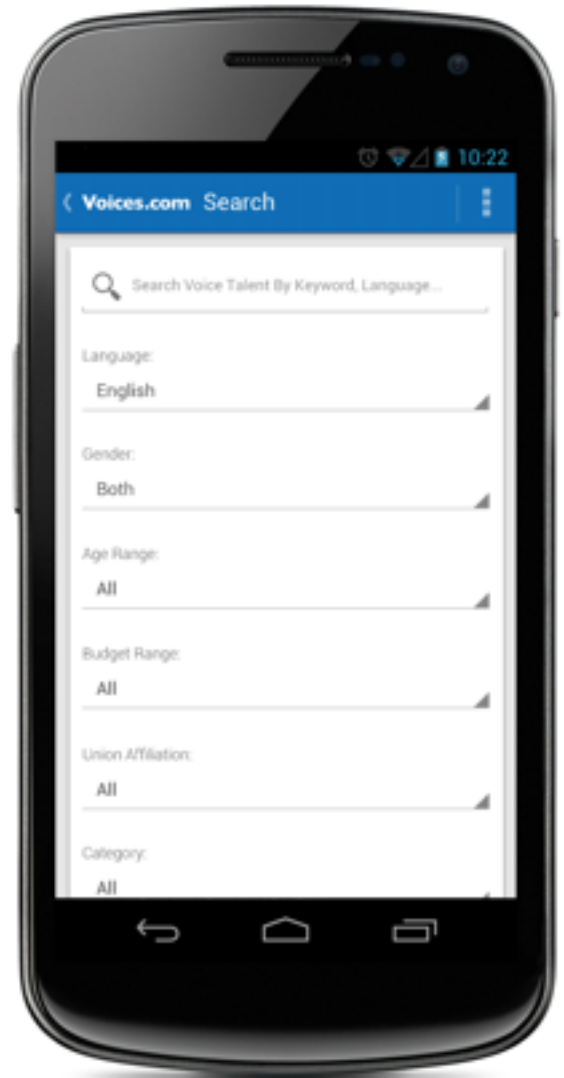 10:22
Voices.com Search
Search Voice Talent By Keyword, Language...
Language:
English
Gender:
Both
Age Range:
All
Budget Range:
All
Union Affiliation:
All
Category:
All